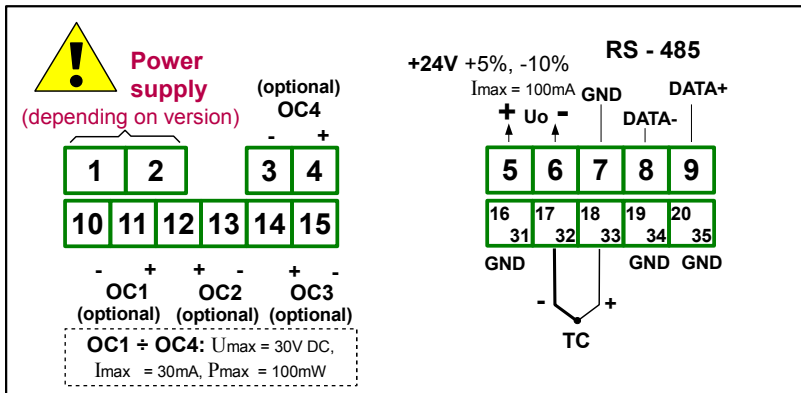 !
Power
supply
(depending on version)
(optional)
OC4
- +
1 2 3 4
10 11 12 13 14 15
- + + - + -
OC1 OC2 OC3
(optional) (optional) (optional)
OC1 ÷ OC4: Umax = 30V DC,
Imax = 30mA, Pmax = 100mW
+24V +5%, -10%
Imax = 100mA
RS - 485
+ Uo - GND DATA- DATA+
5 6 7 8 9
16 31 17 32 18 33 19 34 20 35
GND GND GND
- +
TC